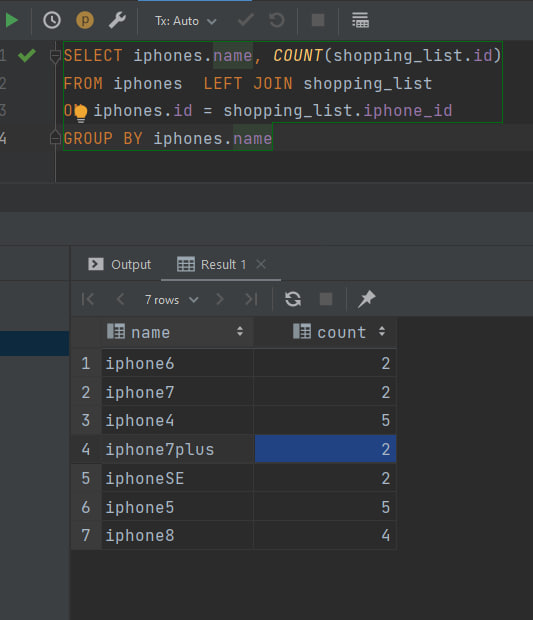 Tx: Auto
1 SELECT iphones.name, COUNT(shopping_list.id)
2 FROM iphones  LEFT JOIN shopping_list
3 ON iphones.id = shopping_list.iphone_id
4 GROUP BY iphones.name
Output Result 1
7 rows
name count
1 iphone6 2
2 iphone7 2
3 iphone4 5
4 iphone7plus 2
5 iphoneSE 2
6 iphone5 5
7 iphone8 4